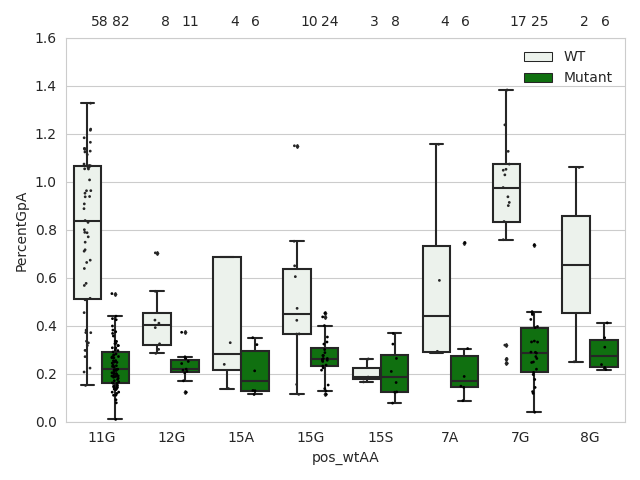 58 82 8 11 4 6 10 24 3 8 4 6 17 25 2 6
1.6
1.4
1.2
1.0
0.8
0.6
0.4
0.2
0.0
PercentGpA
WT
Mutant
11G 12G 15A 15G 15S 7A 7G 8G
pos_wtAA